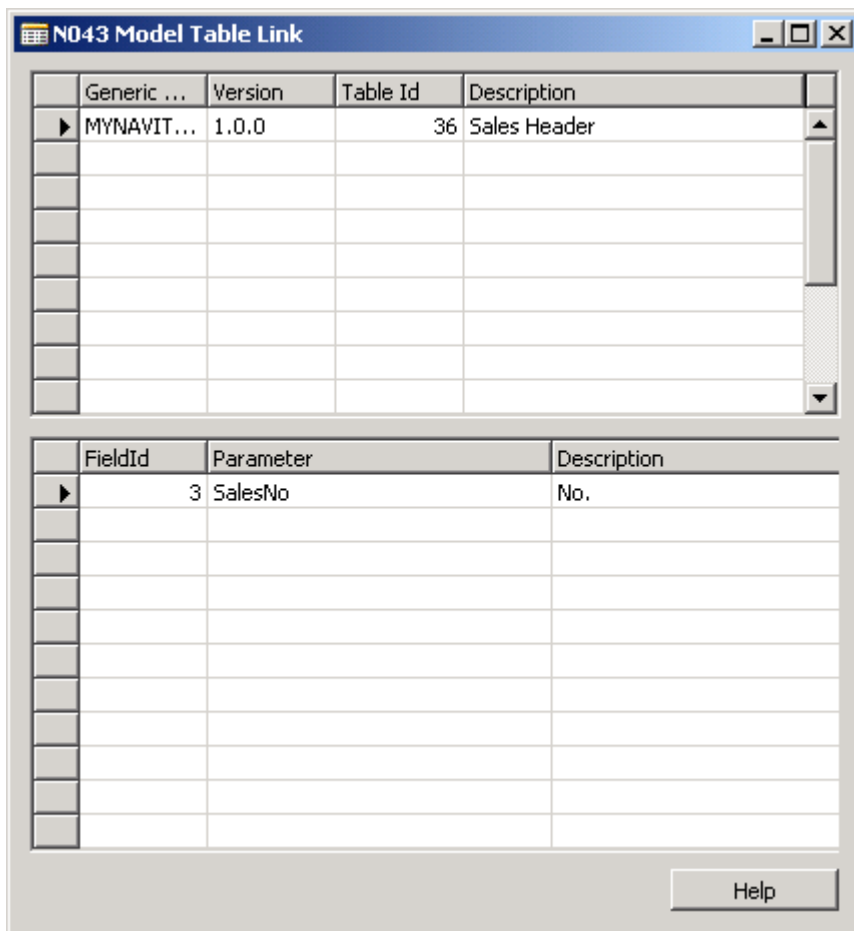 N043 Model Table Link
Generic ... Version Table Id Description
MYNAVIT... 1.0.0 36 Sales Header
FieldId Parameter Description
3 SalesNo No.
Help